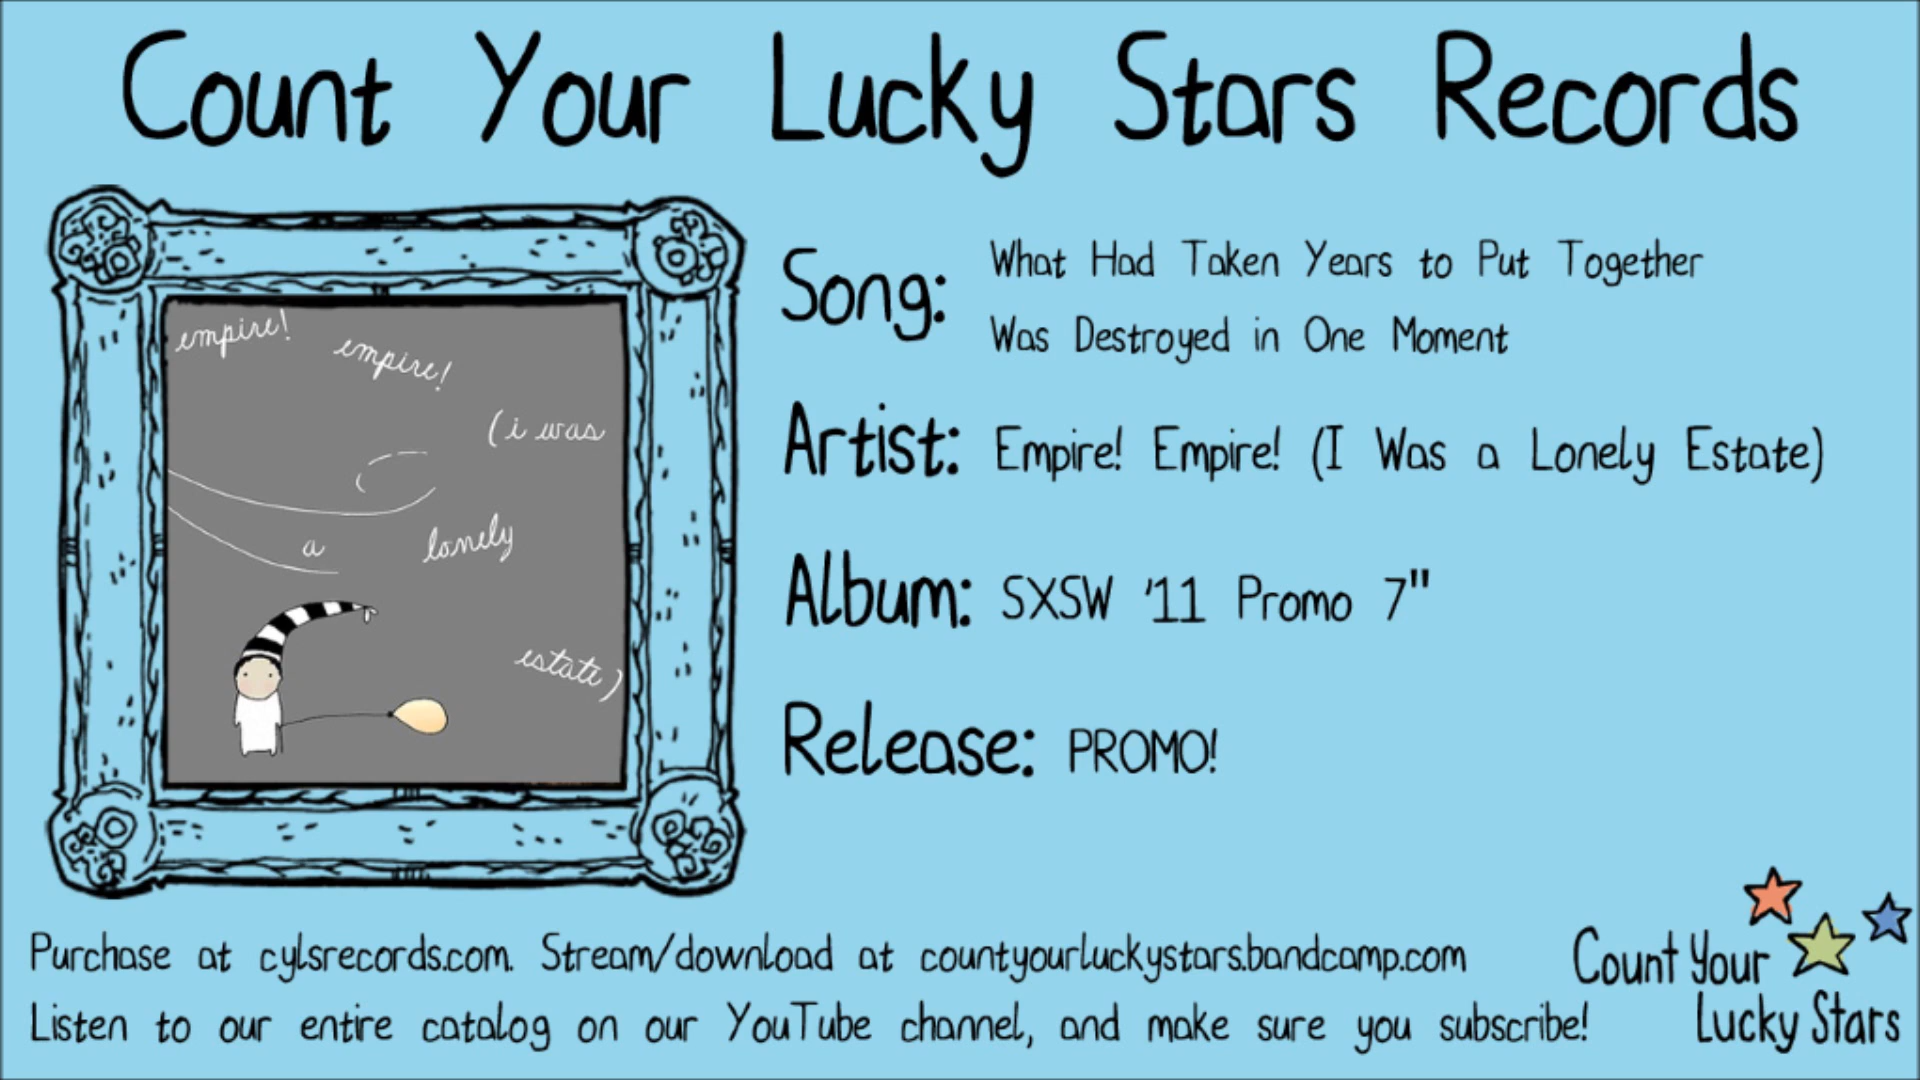 Count Your Lucky Stars Records
empire!
empire!
(i was
a
lonely
estate)
Song: What Had Taken Years to Put Together
Was Destroyed in One Moment
Artist: Empire! Empire! (I Was a Lonely Estate)
Album: SXSW '11 Promo 7"
Release: PROMO!
Purchase at cylsrecords.com. Stream/download at countyourluckystars.bandcamp.com
Listen to our entire catalog on our YouTube channel, and make sure you subscribe!
Count Your
Lucky Stars